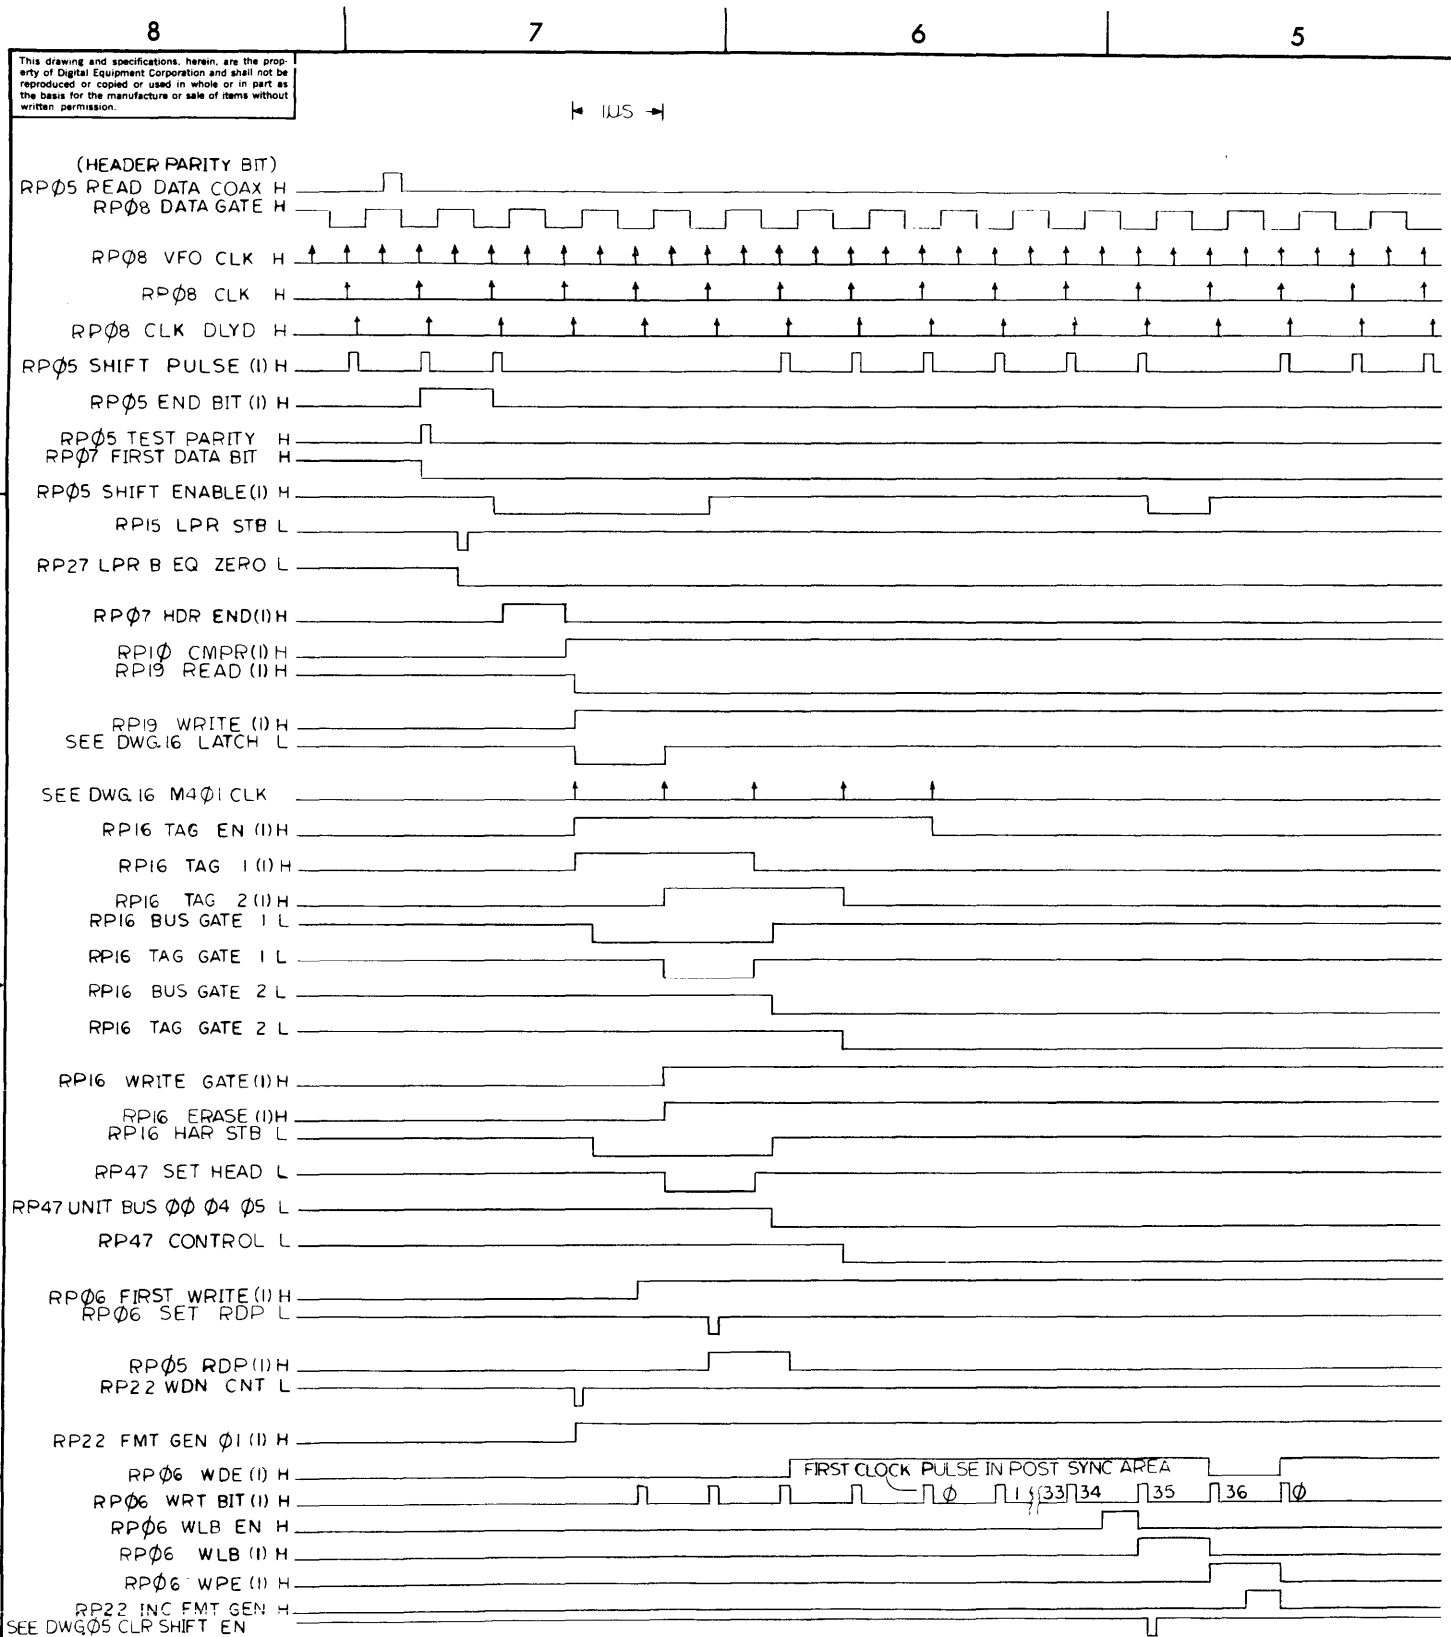 8 7 6 5
This drawing and specifications, herein, are the prop-
erty of Digital Equipment Corporation and shall not be
reproduced or copied or used in whole or in part as
the basis for the manufacture or sale of items without
written permission.
1US
(HEADER PARITY BIT)
RPØ5 READ DATA COAX H
RPØ8 DATA GATE H
RPØ8 VFO CLK H
RPØ8 CLK H
RPØ8 CLK DLYD H
RPØ5 SHIFT PULSE (1) H
RPØ5 END BIT (1) H
RPØ5 TEST PARITY H
RPØ7 FIRST DATA BIT H
RPØ5 SHIFT ENABLE(1) H
RP15 LPR STB L
RP27 LPR B EQ ZERO L
RPØ7 HDR END(1) H
RP1Ø CMPR(1) H
RP19 READ (1) H
RP19 WRITE (1) H
SEE DWG.16 LATCH L
SEE DWG.16 M4Ø1 CLK
RP16 TAG EN (1) H
RP16 TAG 1 (1) H
RP16 TAG 2 (1) H
RP16 BUS GATE 1 L
RP16 TAG GATE 1 L
RP16 BUS GATE 2 L
RP16 TAG GATE 2 L
RP16 WRITE GATE (1) H
RP16 ERASE (1) H
RP16 HAR STB L
RP47 SET HEAD L
RP47 UNIT BUS ØØ Ø4 Ø5 L
RP47 CONTROL L
RPØ6 FIRST WRITE (1) H
RPØ6 SET RDP L
RPØ5 RDP (1) H
RP22 WDN CNT L
RP22 FMT GEN Ø1 (1) H
RPØ6 WDE (1) H FIRST CLOCK PULSE IN POST SYNC AREA
RPØ6 WRT BIT (1) H Ø 1 33 34 35 36 Ø
RPØ6 WLB EN H
RPØ6 WLB (1) H
RPØ6 WPE (1) H
RP22 INC FMT GEN H
SEE DWGØ5 CLR SHIFT EN